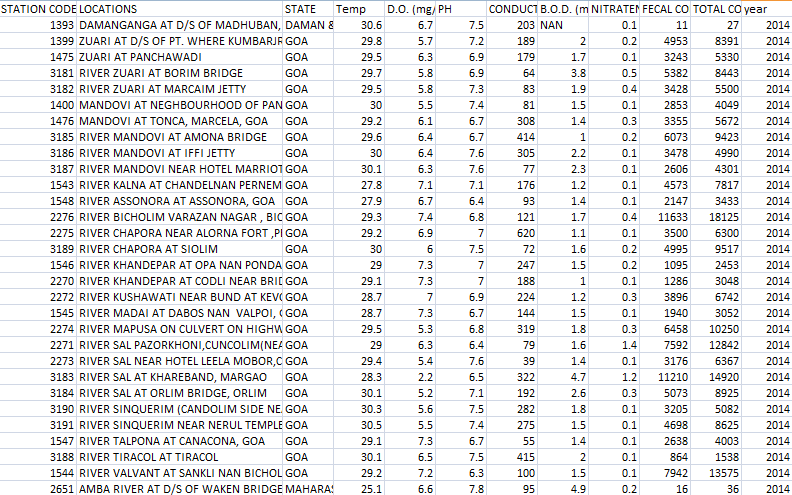 STATION CODE LOCATIONS STATE Temp D.O. (mg/ PH CONDUCT B.O.D. (m NITRATEN FECAL CO TOTAL CO year
1393 DAMANGANGA AT D/S OF MADHUBAN, DAMAN & 30.6 6.7 7.5 203 NAN 0.1 11 27 2014
1399 ZUARI AT D/S OF PT. WHERE KUMBARJR GOA 29.8 5.7 7.2 189 2 0.2 4953 8391 2014
1475 ZUARI AT PANCHAWADI GOA 29.5 6.3 6.9 179 1.7 0.1 3243 5330 2014
3181 RIVER ZUARI AT BORIM BRIDGE GOA 29.7 5.8 6.9 64 3.8 0.5 5382 8443 2014
3182 RIVER ZUARI AT MARCAIM JETTY GOA 29.5 5.8 7.3 83 1.9 0.4 3428 5500 2014
1400 MANDOVI AT NEGHBOURHOOD OF PAN GOA 30 5.5 7.4 81 1.5 0.1 2853 4049 2014
1476 MANDOVI AT TONCA, MARCELA, GOA GOA 29.2 6.1 6.7 308 1.4 0.3 3355 5672 2014
3185 RIVER MANDOVI AT AMONA BRIDGE GOA 29.6 6.4 6.7 414 1 0.2 6073 9423 2014
3186 RIVER MANDOVI AT IFFI JETTY GOA 30 6.4 7.6 305 2.2 0.1 3478 4990 2014
3187 RIVER MANDOVI NEAR HOTEL MARRIOT GOA 30.1 6.3 7.6 77 2.3 0.1 2606 4301 2014
1543 RIVER KALNA AT CHANDELNAN PERNEM GOA 27.8 7.1 7.1 176 1.2 0.1 4573 7817 2014
1548 RIVER ASSONORA AT ASSONORA, GOA GOA 27.9 6.7 6.4 93 1.4 0.1 2147 3433 2014
2276 RIVER BICHOLIM VARAZAN NAGAR , BIC GOA 29.3 7.4 6.8 121 1.7 0.4 11633 18125 2014
2275 RIVER CHAPORA NEAR ALORNA FORT ,PI GOA 29.2 6.9 7 620 1.1 0.1 3500 6300 2014
3189 RIVER CHAPORA AT SIOLIM GOA 30 6 7.5 72 1.6 0.2 4995 9517 2014
1546 RIVER KHANDEPAR AT OPA NAN PONDA GOA 29 7.3 7 247 1.5 0.2 1095 2453 2014
2270 RIVER KHANDEPAR AT CODLI NEAR BRID GOA 29.1 7.3 7 188 1 0.1 1286 3048 2014
2272 RIVER KUSHAWATI NEAR BUND AT KEVO GOA 28.7 7 6.9 224 1.2 0.3 3896 6742 2014
1545 RIVER MADAI AT DABOS NAN VALPOI, GOA 28.7 7.3 6.7 144 1.5 0.1 1940 3052 2014
2274 RIVER MAPUSA ON CULVERT ON HIGHW GOA 29.5 5.3 6.8 319 1.8 0.3 6458 10250 2014
2271 RIVER SAL PAZORKHONI,CUNCOLIM(NEA GOA 29 6.3 6.4 79 1.6 1.4 7592 12842 2014
2273 RIVER SAL NEAR HOTEL LEELA MOBOR,C GOA 29.4 5.4 7.6 39 1.4 0.1 3176 6367 2014
3183 RIVER SAL AT KHAREBAND, MARGAO GOA 28.3 2.2 6.5 322 4.7 1.2 11210 14920 2014
3184 RIVER SAL AT ORLIM BRIDGE, ORLIM GOA 30.1 5.2 7.1 192 2.6 0.3 5073 8925 2014
3190 RIVER SINQUERIM (CANDOLIM SIDE NE GOA 30.3 5.6 7.5 282 1.8 0.1 3205 5082 2014
3191 RIVER SINQUERIM NEAR NERUL TEMPLE GOA 30.5 5.5 7.4 275 1.5 0.1 4698 8625 2014
1547 RIVER TALPONA AT CANACONA, GOA GOA 29.1 7.3 6.7 55 1.4 0.1 2638 4003 2014
3188 RIVER TIRACOL AT TIRACOL GOA 30.1 6.5 7.5 415 2 0.1 864 1538 2014
1544 RIVER VALVANT AT SANKLI NAN BICHOL GOA 29.2 7.2 6.3 100 1.5 0.1 7942 13575 2014
2651 AMBA RIVER AT D/S OF WAKEN BRIDGE MAHARAS 25.1 6.6 7.8 95 4.9 0.2 16 36 2014